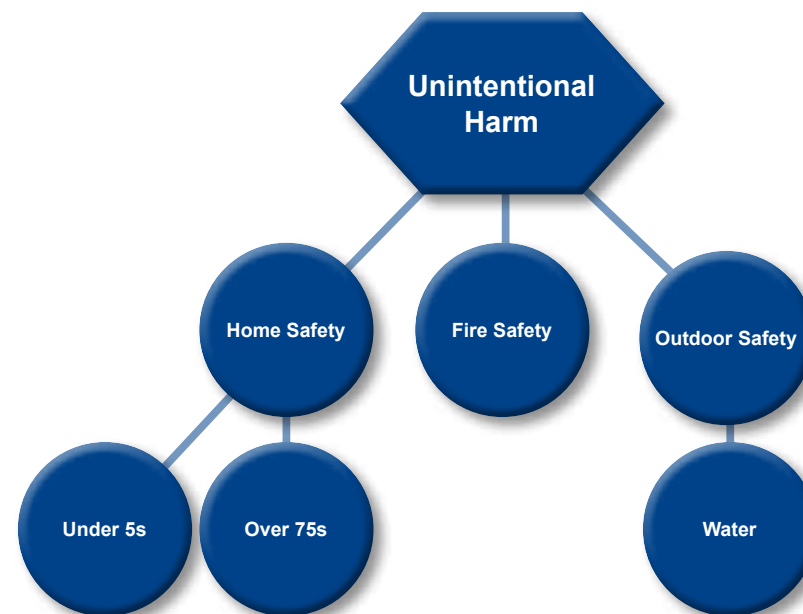 Unintentional
Harm
Home Safety
Fire Safety
Outdoor Safety
Under 5s
Over 75s
Water